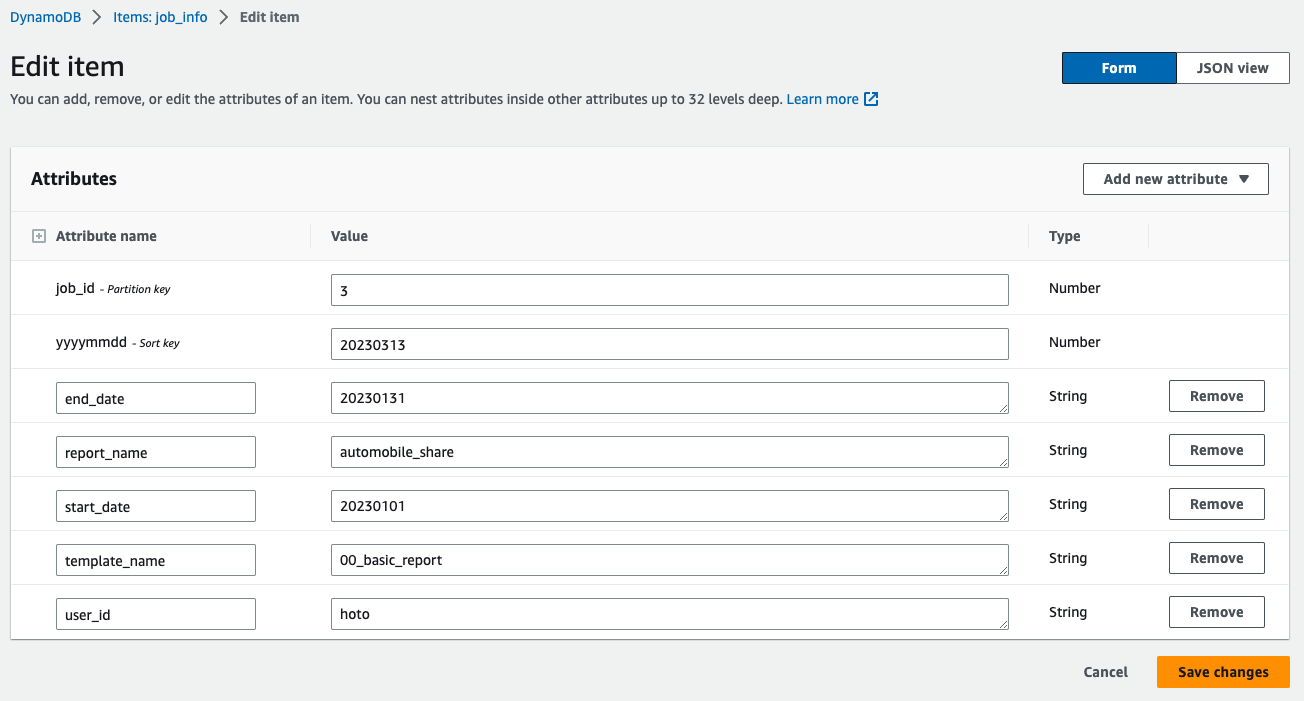 DynamoDB > Items: job_info > Edit item
Edit item
Form JSON view
You can add, remove, or edit the attributes of an item. You can nest attributes inside other attributes up to 32 levels deep. Learn more
Attributes
Add new attribute
Attribute name Value Type
job_id - Partition key 3 Number
yyyymmdd - Sort key 20230313 Number
end_date 20230131 String Remove
report_name automobile_share String Remove
start_date 20230101 String Remove
template_name 00_basic_report String Remove
user_id hoto String Remove
Cancel Save changes